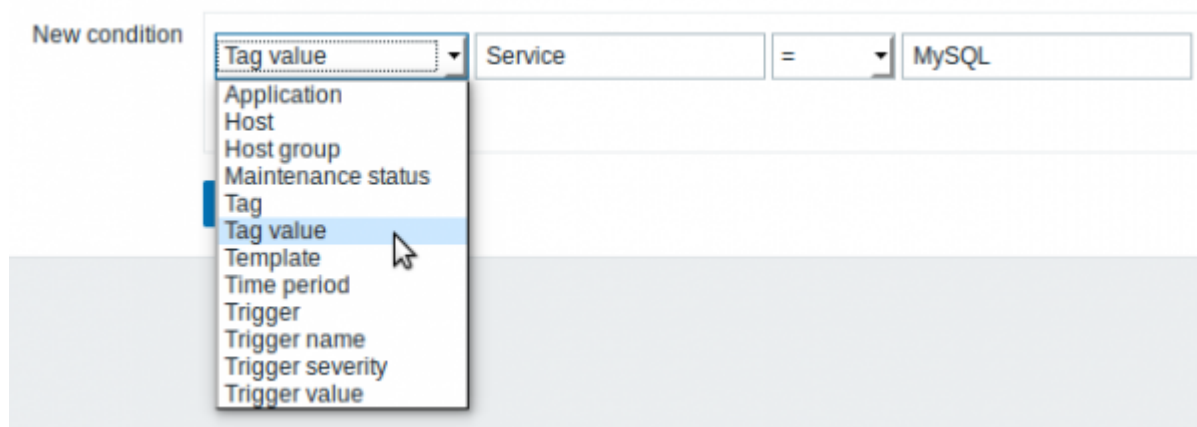 New condition
Tag value Service = MySQL
Application
Host
Host group
Maintenance status
Tag
Tag value
Template
Time period
Trigger
Trigger name
Trigger severity
Trigger value